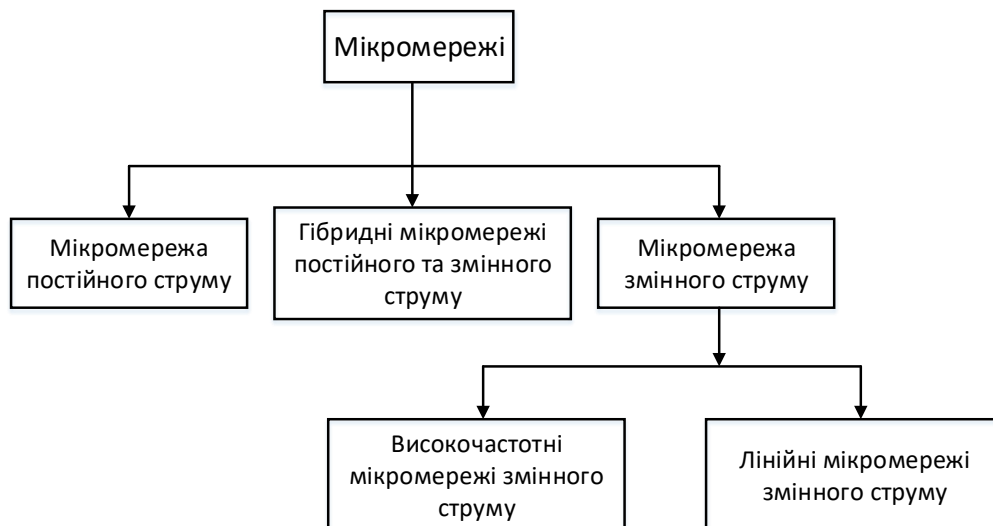 Мікромережі
Мікромережа
постійного струму
Гібридні мікромережі
постійного та змінного
струму
Мікромережа
змінного струму
Високочастотні
мікромережі змінного
струму
Лінійні мікромережі
змінного струму